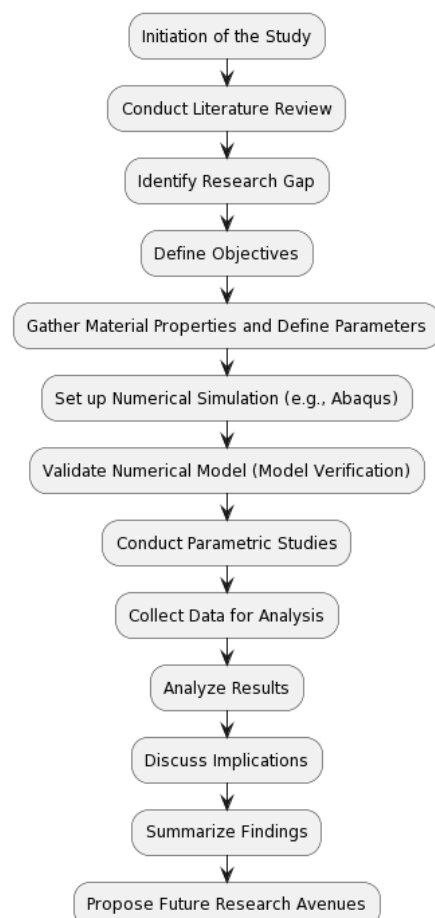 Initiation of the Study
Conduct Literature Review
Identify Research Gap
Define Objectives
Gather Material Properties and Define Parameters
Set up Numerical Simulation (e.g., Abaqus)
Validate Numerical Model (Model Verification)
Conduct Parametric Studies
Collect Data for Analysis
Analyze Results
Discuss Implications
Summarize Findings
Propose Future Research Avenues